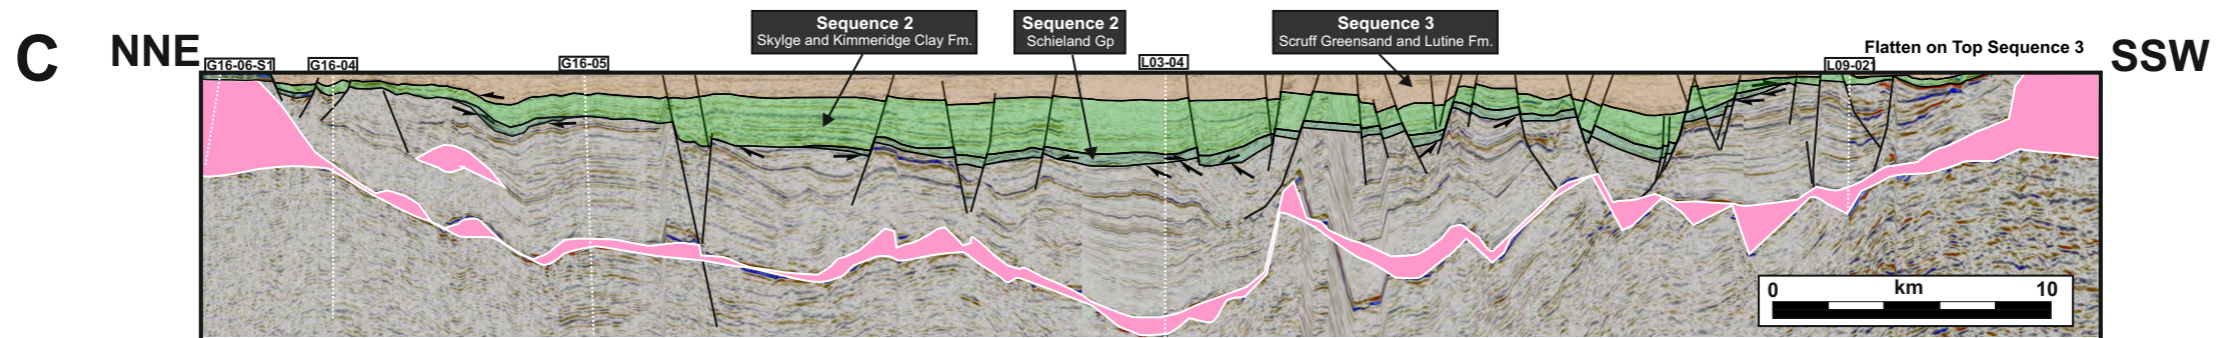 C NNE SSW
Sequence 2
Skylge and Kimmeridge Clay Fm.
Sequence 2
Schieland Gp
Sequence 3
Scruff Greensand and Lutine Fm.
Flatten on Top Sequence 3
G16-06-S1 G16-04 G16-05 L03-04 L09-021
0 km 10